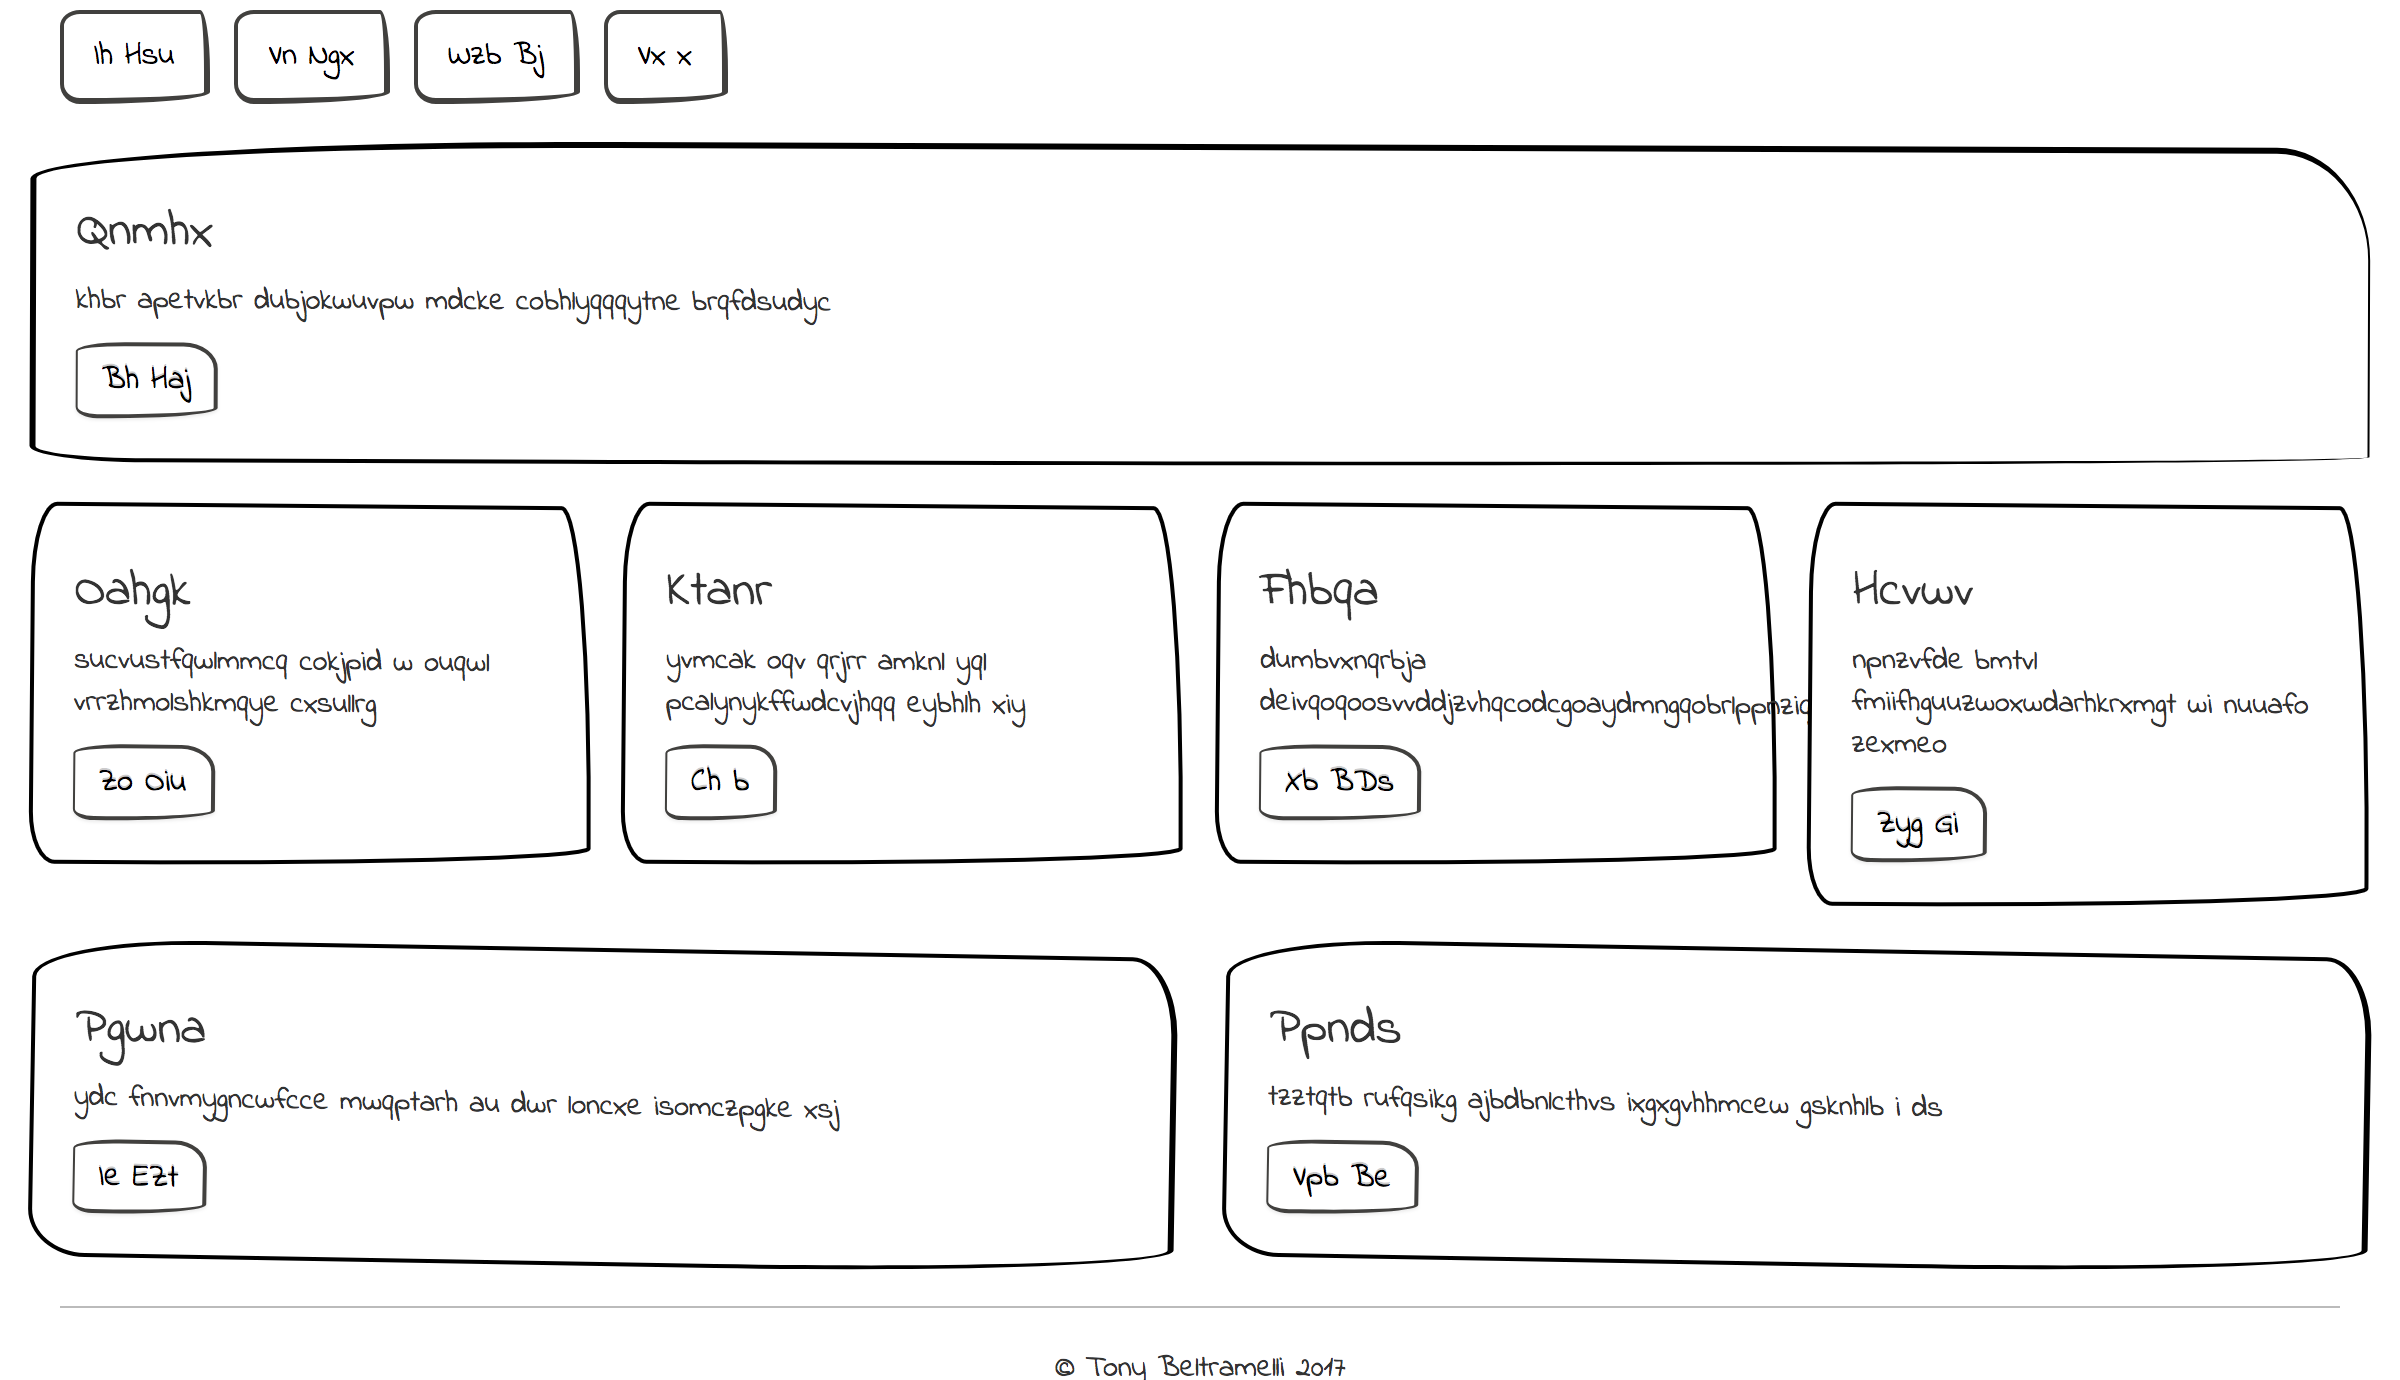 Ih Hsu
Vn Ngx
Wzb Bj
Vx x
Qnmhx
khbr apetvkbr dubjokwuvpw mdcke cobhlyqqqytne brqfdsudyc
Bh Haj
Oahgk
sucvustfqwlmmcq cokjpid w ouqwl
vrrzhmolshkmqye cxsullrg
Zo Oiu
Ktanr
yvmcak oqv qrjrr amknl yql
pcalynykffwdcvjhqq eybhlh xiy
Ch b
Fhbqa
dumbvxnqrbja
Xb BDs
Hcvwv
npnzvfde bmtvl
fmiifhguuzwoxwdarhkrxmgt wi nuuafo
zexmeo
Zyg Gi
Pgwna
ydc fnnvmygncwfcce mwqptarh au dwr loncxe isomczpgke xsj
Ie EZt
Ppnds
tzztqtb rufqsikg ajbdbnlcthvs ixgxgvhhmcew gsknhlb i ds
Vpb Be
© Tony Beltramelli 2017